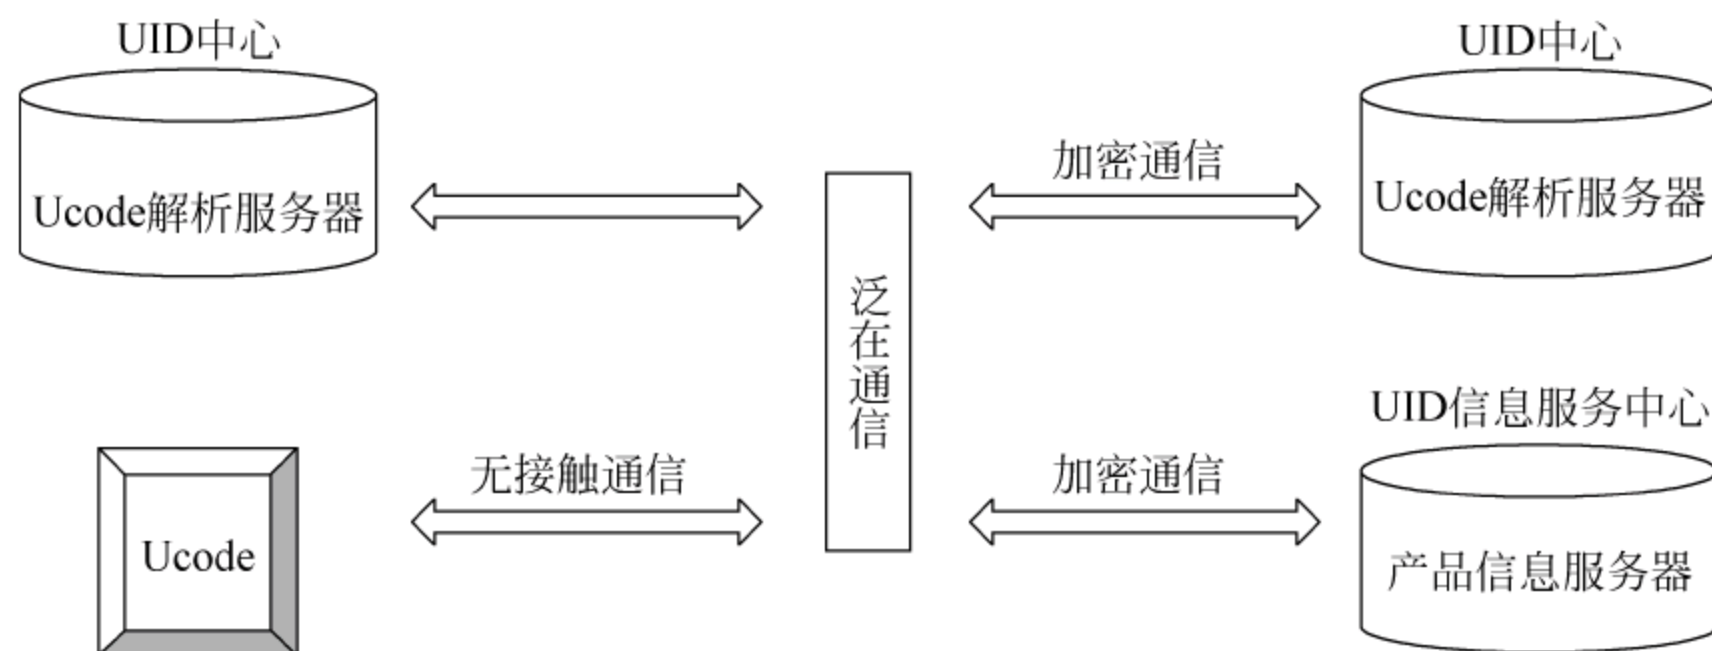 UID中心
UID中心
加密通信
Ucode解析服务器
Ucode解析服务器
泛在通信
UID信息服务中心
无接触通信
加密通信
Ucode
产品信息服务器